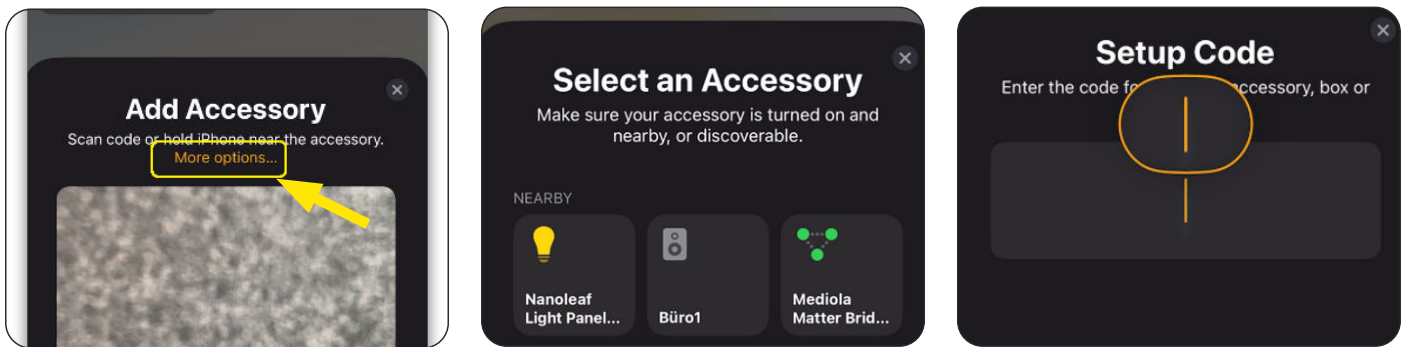 Add Accessory
Scan code or hold iPhone near the accessory.
More options...
Select an Accessory
Make sure your accessory is turned on and
nearby, or discoverable.
NEARBY
Nanoleaf
Light Panel...
Büro1
Mediola
Matter Brid...
Setup Code
Enter the code accessory, box or